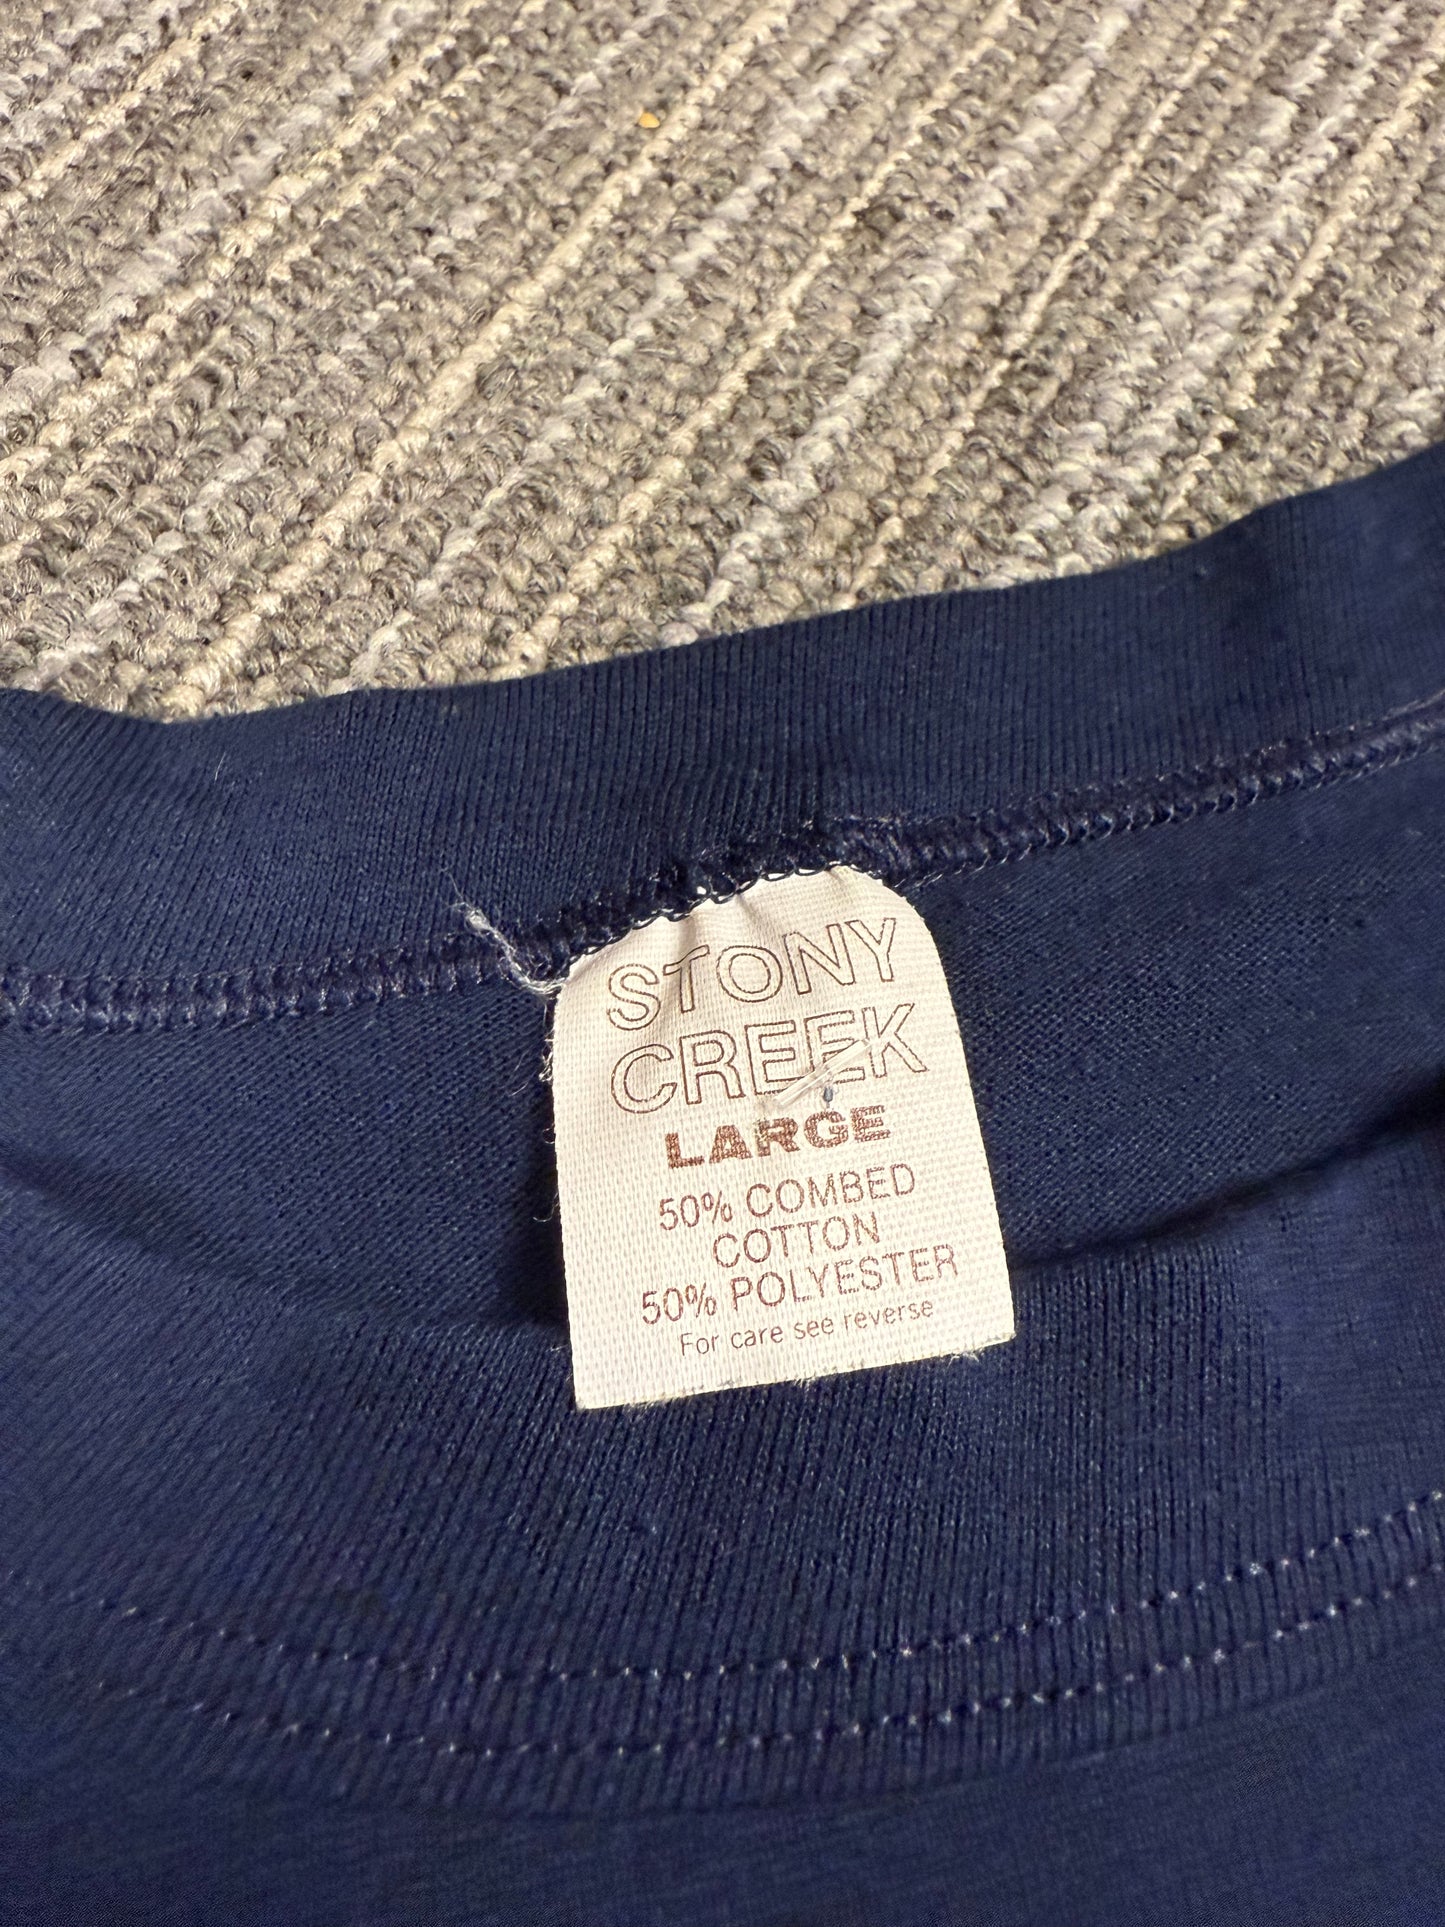 STONY
CREEK
LARGE
50% COMBED
COTTON
50% POLYESTER
For care see reverse